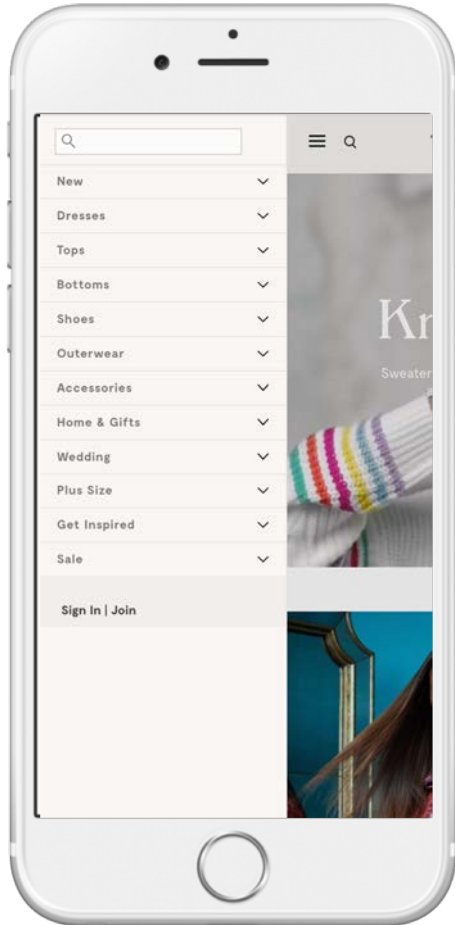 New
Dresses
Tops
Bottoms
Shoes
Outerwear
Accessories
Home & Gifts
Wedding
Plus Size
Get Inspired
Sale
Sign In | Join
Kn
Sweater